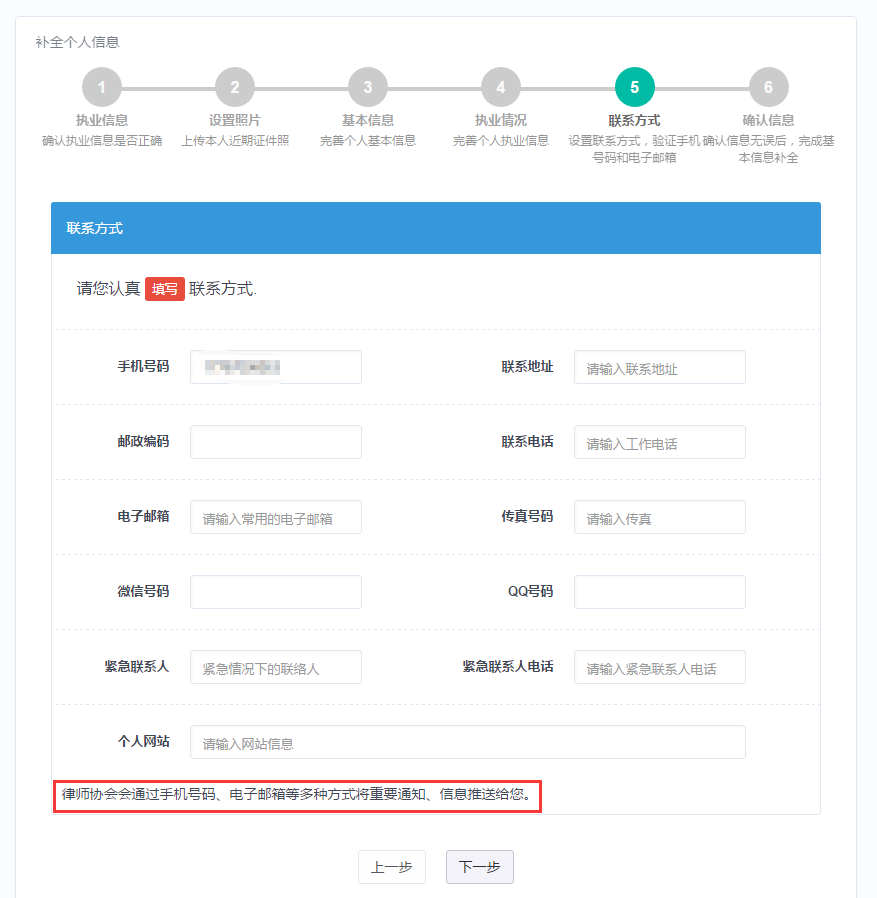 补全个人信息
1 2 3 4 5 6
执业信息 设置照片 基本信息 执业情况 联系方式 确认信息
确认执业信息是否正确 上传本人近期证件照 完善个人基本信息 完善个人执业信息 设置联系方式，验证手机 确认信息无误后，完成基
号码和电子邮箱 本信息补全
联系方式
请您认真 填写 联系方式.
手机号码 联系地址 请输入联系地址
邮政编码 联系电话 请输入工作电话
电子邮箱 请输入常用的电子邮箱 传真号码 请输入传真
微信号码 QQ号码
紧急联系人 紧急情况下的联络人 紧急联系人电话 请输入紧急联系人电话
个人网站 请输入网站信息
律师协会会通过手机号码、电子邮箱等多种方式将重要通知、信息推送给您。
上一步 下一步